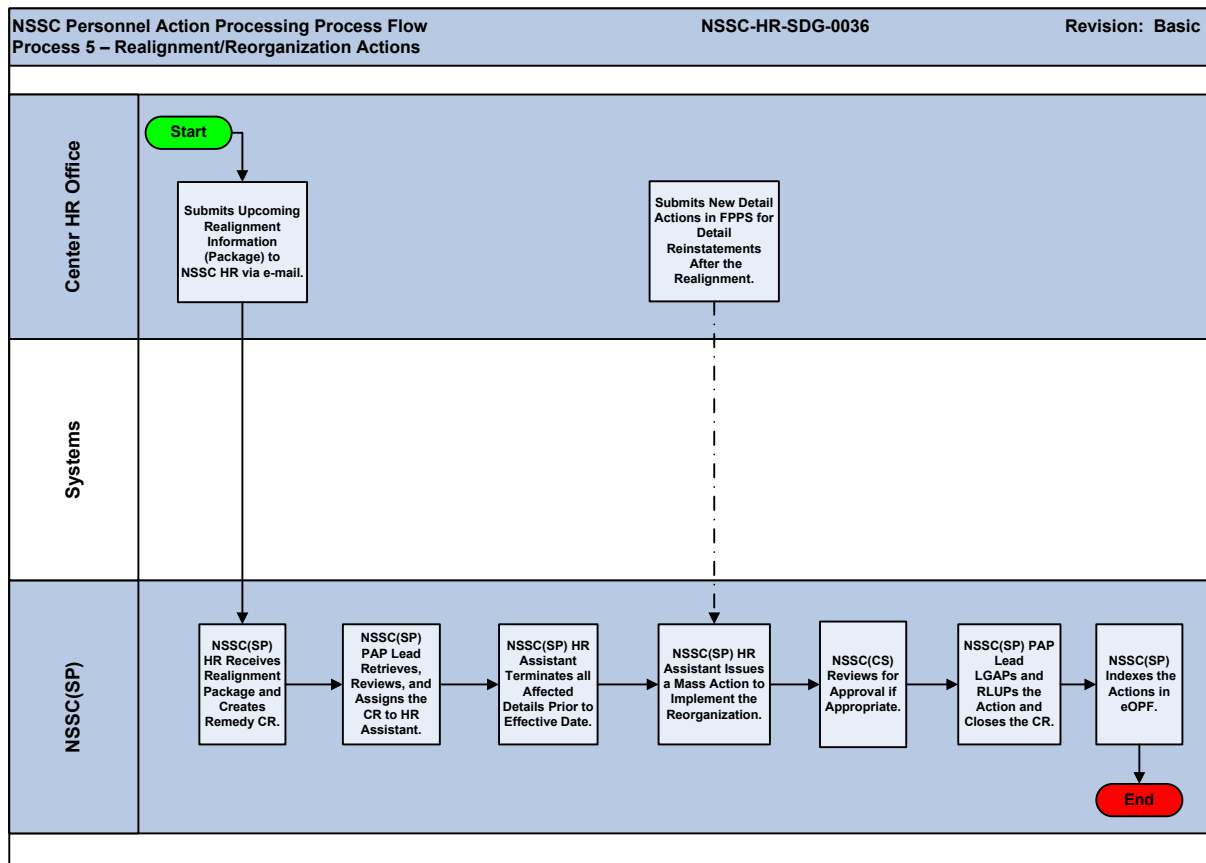 NSSC Personnel Action Processing Process Flow
NSSC-HR-SDG-0036
Revision: Basic
Process 5 – Realignment/Reorganization Actions
Center HR Office
Start
Submits Upcoming
Realignment
Information
(Package) to
NSSC HR via e-mail.
Submits New Detail
Actions in FPPS for
Detail
Reinstatements
After the
Realignment.
Systems
NSSC(SP)
NSSC(SP)
HR Receives
Realignment
Package and
Creates
Remedy CR.
NSSC(SP)
PAP Lead
Retrieves,
Reviews, and
Assigns the
CR to HR
Assistant.
NSSC(SP) HR
Assistant
Terminates all
Affected
Details Prior to
Effective Date.
NSSC(SP) HR
Assistant Issues
a Mass Action to
Implement the
Reorganization.
NSSC(CS)
Reviews for
Approval if
Appropriate.
NSSC(SP) PAP
Lead
LGAPs and
RLUPs the
Action and
Closes the CR.
NSSC(SP)
Indexes the
Actions in
eOPF.
End